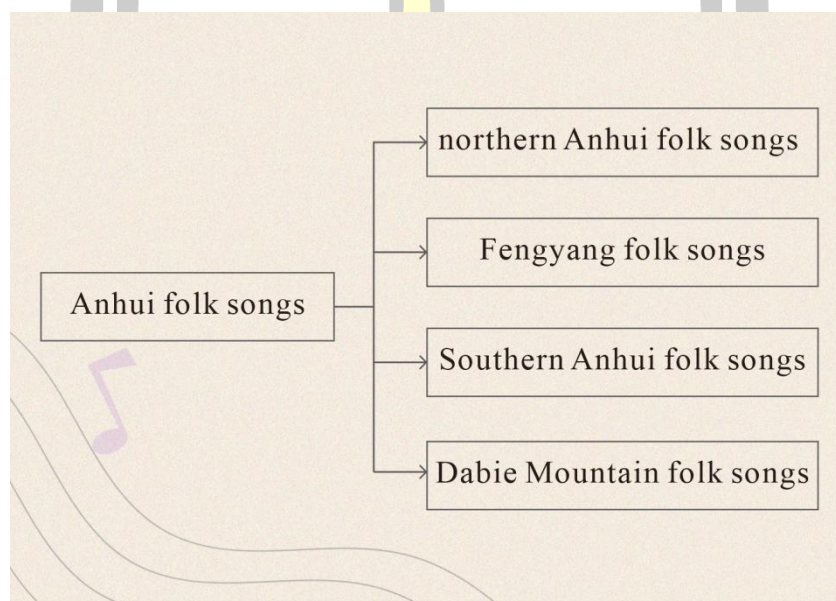 northern Anhui folk songs
Fengyang folk songs
Anhui folk songs
Southern Anhui folk songs
Dabie Mountain folk songs